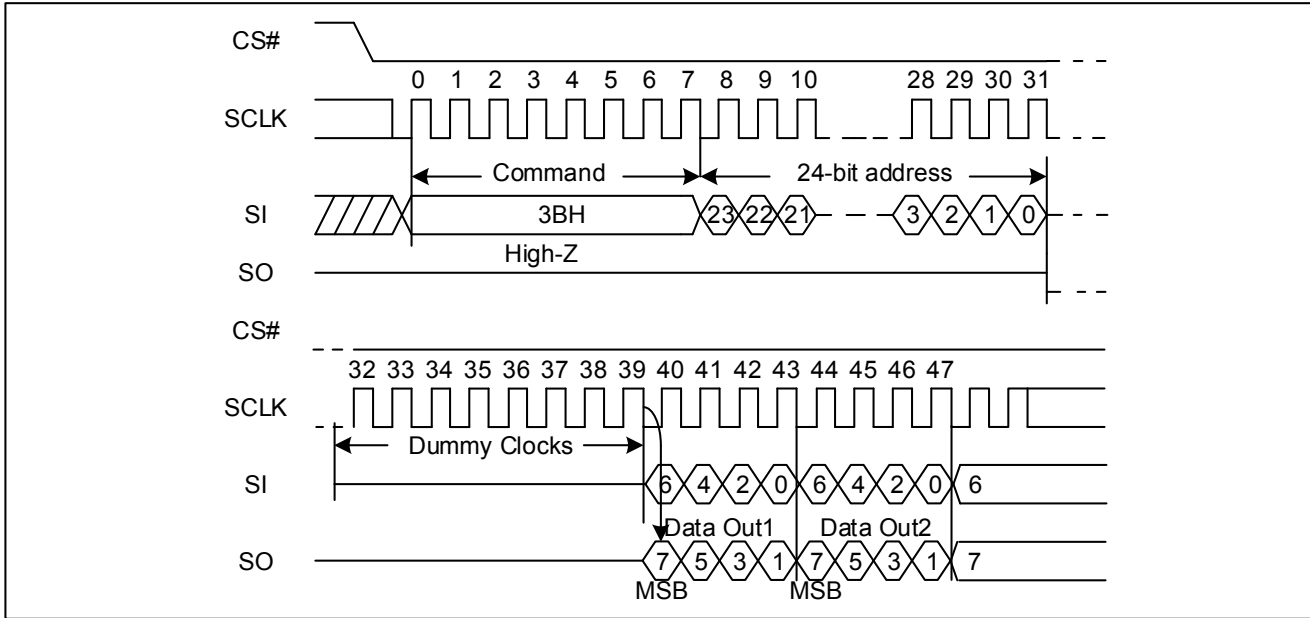 CS#
0 1 2 3 4 5 6 7 8 9 10 28 29 30 31
SCLK
Command 24-bit address
SI 3BH 23 22 21 3 2 1 0
High-Z
SO
CS#
32 33 34 35 36 37 38 39 40 41 42 43 44 45 46 47
SCLK
Dummy Clocks
SI 6 4 2 0 6 4 2 0 6
Data Out1 Data Out2
SO 7 5 3 1 7 5 3 1 7
MSB MSB